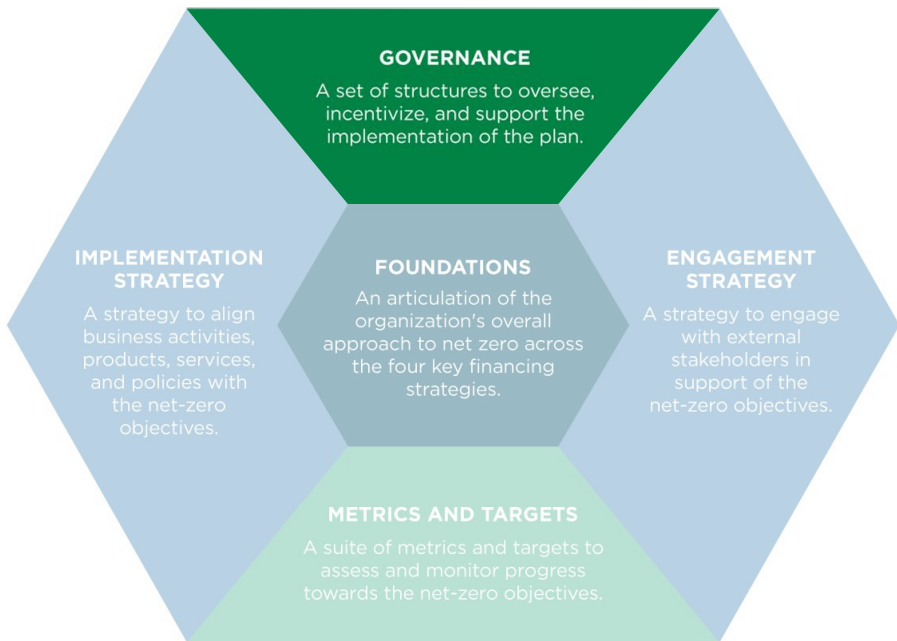 GOVERNANCE
A set of structures to oversee,
incentivize, and support the
implementation of the plan.
IMPLEMENTATION
STRATEGY
A strategy to align
business activities,
products, services,
and policies with
the net-zero
objectives.
FOUNDATIONS
An articulation of the
organization's overall
approach to net zero across
the four key financing
strategies.
ENGAGEMENT
STRATEGY
A strategy to engage
with external
stakeholders in
support of the
net-zero objectives.
METRICS AND TARGETS
A suite of metrics and targets to
assess and monitor progress
towards the net-zero objectives.